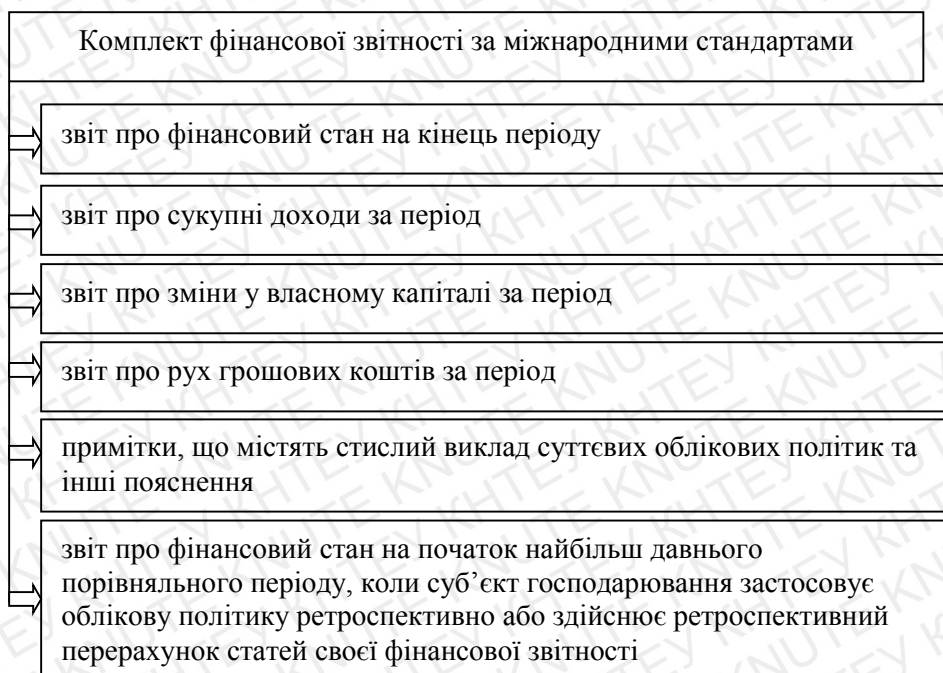 Комплект фінансової звітності за міжнародними стандартами
звіт про фінансовий стан на кінець періоду
звіт про сукупні доходи за період
звіт про зміни у власному капіталі за період
звіт про рух грошових коштів за період
примітки, що містять стислий виклад суттєвих облікових політик та
інші пояснення
звіт про фінансовий стан на початок найбільш давнього
порівняльного періоду, коли суб’єкт господарювання застосовує
облікову політику ретроспективно або здійснює ретроспективний
перерахунок статей своєї фінансової звітності